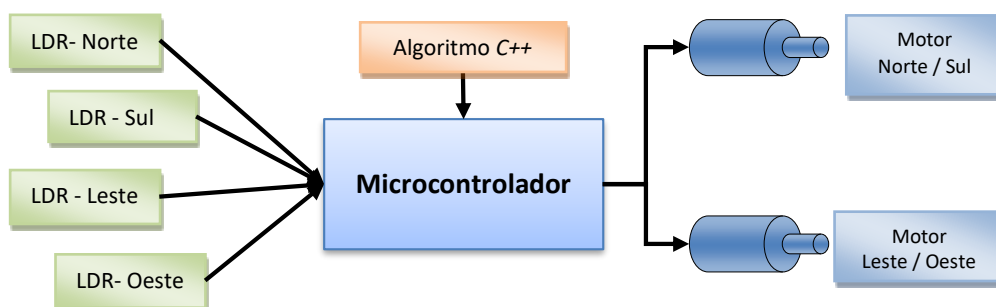 LDR- Norte
LDR - Sul
LDR - Leste
LDR- Oeste
Algoritmo C++
Microcontrolador
Motor
Norte / Sul
Motor
Leste / Oeste